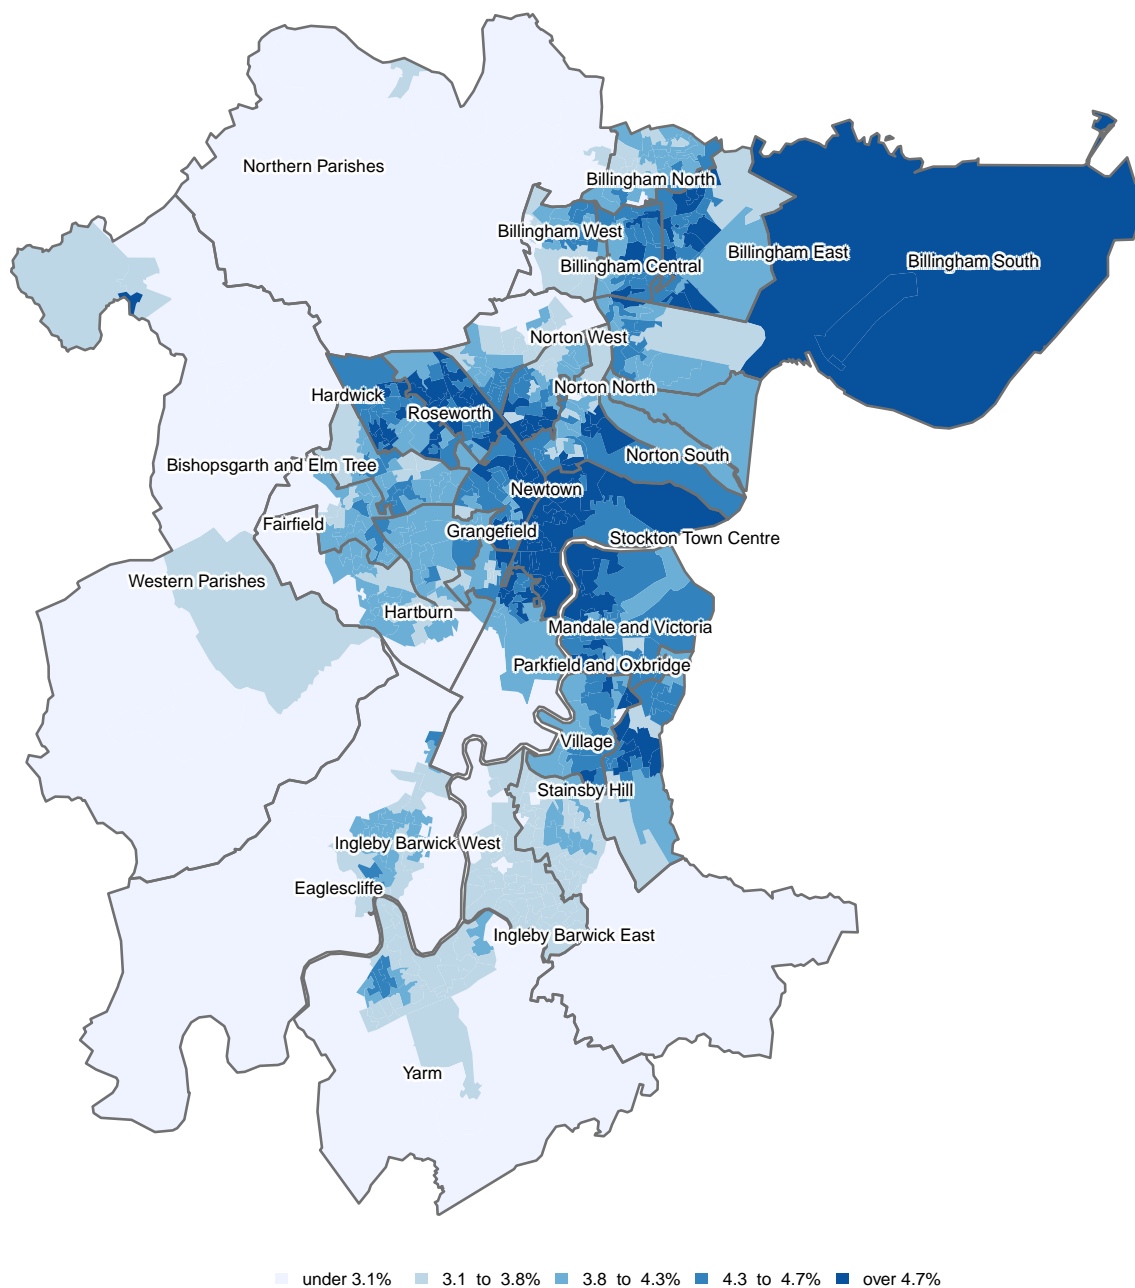 Northern Parishes
Billingham North
Billingham West
Billingham East
Billingham South
Billingham Central
Norton West
Norton North
Hardwick
Roseworth
Norton South
Bishopsgarth and Elm Tree
Newtown
Fairfield
Grangefield
Stockton Town Centre
Western Parishes
Hartburn
Mandale and Victoria
Parkfield and Oxbridge
Village
Stainsby Hill
Ingleby Barwick West
Eaglescliffe
Ingleby Barwick East
Yarm
under 3.1% 3.1 to 3.8% 3.8 to 4.3% 4.3 to 4.7% over 4.7%